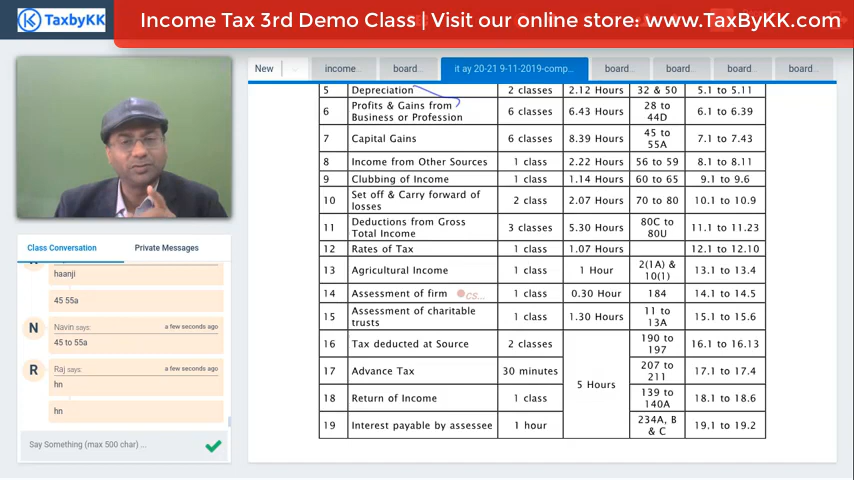 Income Tax 3rd Demo Class | Visit our online store: www.TaxByKK.com
TaxbyKK
New
income...
board...
it ay 20-21 9-11-2019-comp...
board...
board...
board...
board...
5 Depreciation 2 classes 2.12 Hours 32 & 50 5.1 to 5.11
6 Profits & Gains from Business or Profession 6 classes 6.43 Hours 28 to 44D 6.1 to 6.39
7 Capital Gains 6 classes 8.39 Hours 45 to 55A 7.1 to 7.43
8 Income from Other Sources 1 class 2.22 Hours 56 to 59 8.1 to 8.11
9 Clubbing of Income 1 class 1.14 Hours 60 to 65 9.1 to 9.6
10 Set off & Carry forward of losses 2 class 2.07 Hours 70 to 80 10.1 to 10.9
11 Deductions from Gross Total Income 3 classes 5.30 Hours 80C to 80U 11.1 to 11.23
12 Rates of Tax 1 class 1.07 Hours 12.1 to 12.10
13 Agricultural Income 1 class 1 Hour 2(1A) & 10(1) 13.1 to 13.4
14 Assessment of firm cs... 1 class 0.30 Hour 184 14.1 to 14.5
15 Assessment of charitable trusts 1 class 1.30 Hours 11 to 13A 15.1 to 15.6
16 Tax deducted at Source 2 classes 5 Hours 190 to 197 16.1 to 16.13
17 Advance Tax 30 minutes 207 to 211 17.1 to 17.4
18 Return of Income 1 class 139 to 140A 18.1 to 18.6
19 Interest payable by assessee 1 hour 234A, B & C 19.1 to 19.2
Class Conversation
Private Messages
haanji
45 55a
N
Navin says: a few seconds ago
45 to 55a
R
Raj says: a few seconds ago
hn
hn
Say Something (max 500 char) ...